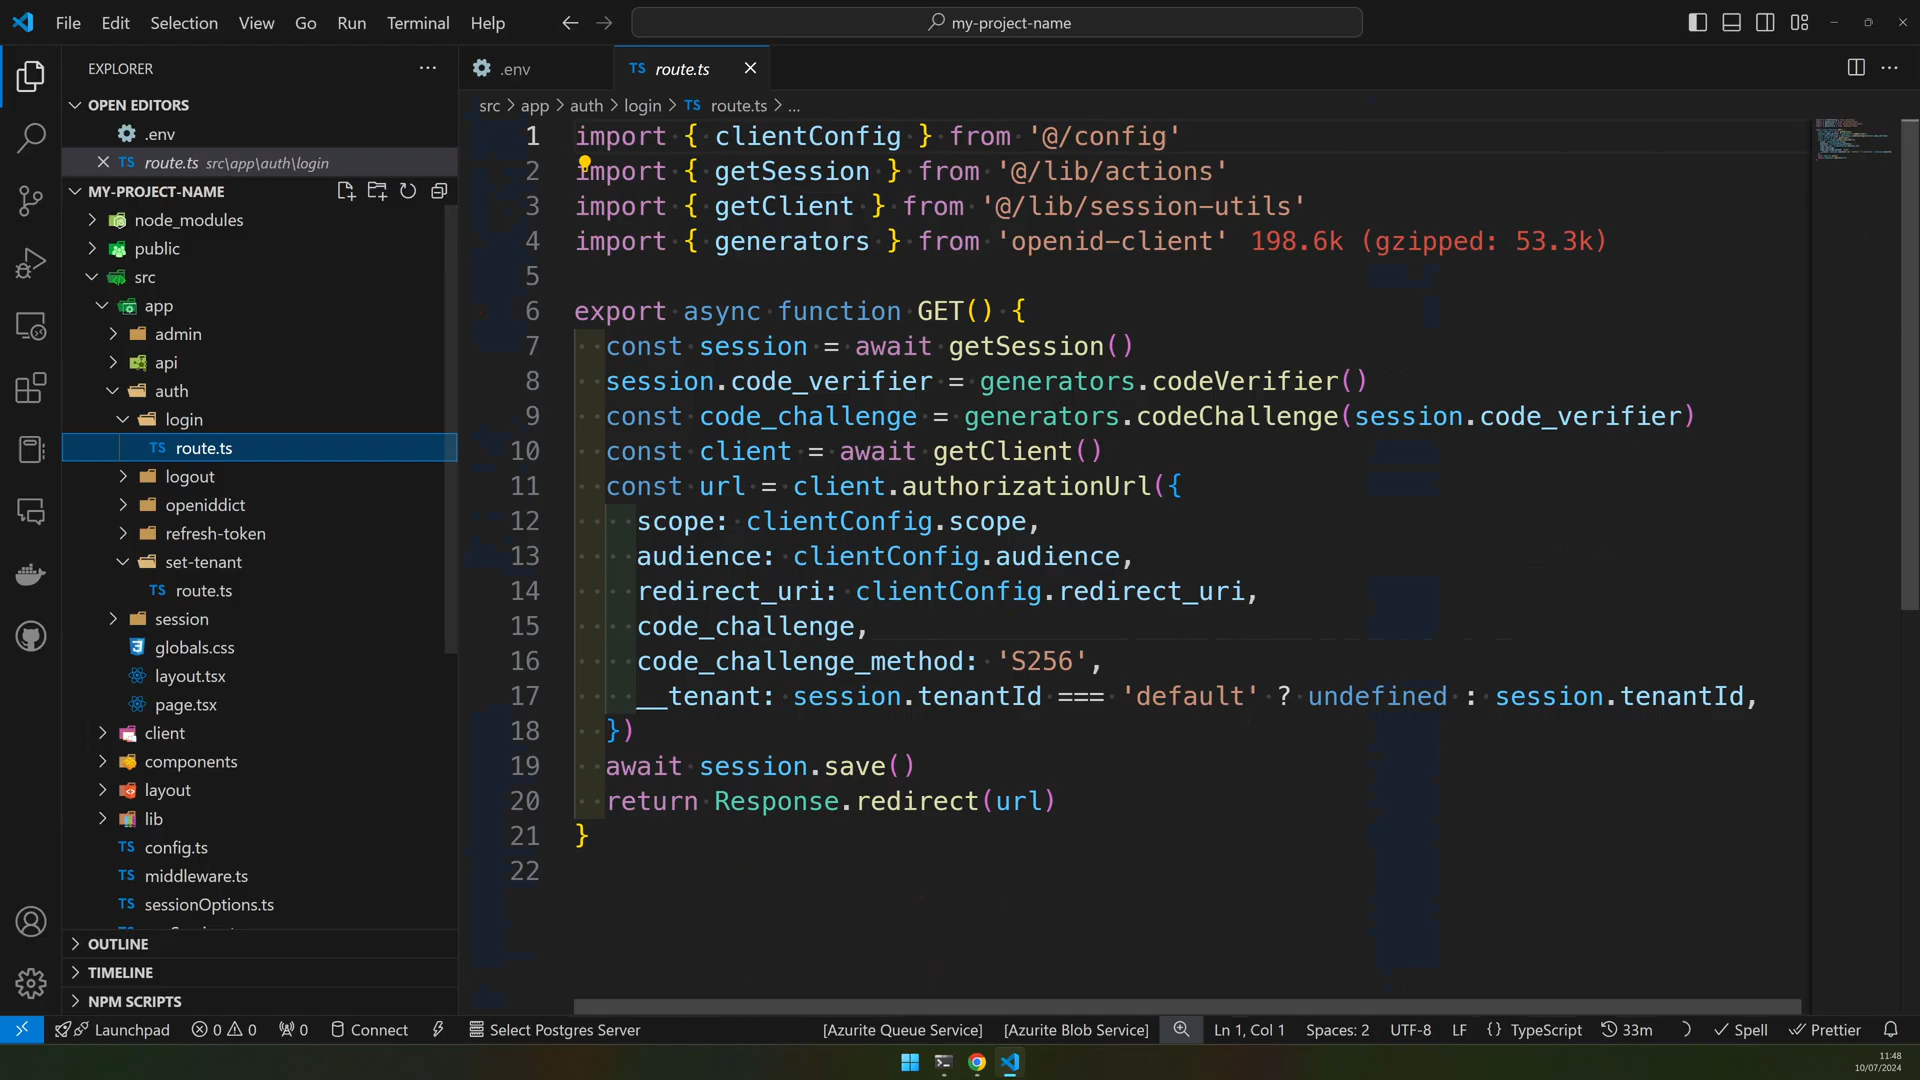 File Edit Selection View Go Run Terminal Help
my-project-name
EXPLORER
OPEN EDITORS
.env
route.ts src\app\auth\login
MY-PROJECT-NAME
node_modules
public
src
app
admin
api
auth
login
TS route.ts
logout
openiddict
refresh-token
set-tenant
TS route.ts
session
globals.css
layout.tsx
page.tsx
client
components
layout
lib
TS config.ts
TS middleware.ts
TS sessionOptions.ts
OUTLINE
TIMELINE
NPM SCRIPTS
.env
TS route.ts
src > app > auth > login > TS route.ts > ...
1 import { clientConfig } from '@/config'
2 import { getSession } from '@/lib/actions'
3 import { getClient } from '@/lib/session-utils'
4 import { generators } from 'openid-client' 198.6k (gzipped: 53.3k)
5
6 export async function GET() {
7 const session = await getSession()
8 session.code_verifier = generators.codeVerifier()
9 const code_challenge = generators.codeChallenge(session.code_verifier)
10 const client = await getClient()
11 const url = client.authorizationUrl({
12 scope: clientConfig.scope,
13 audience: clientConfig.audience,
14 redirect_uri: clientConfig.redirect_uri,
15 code_challenge,
16 code_challenge_method: 'S256',
17 __tenant: session.tenantId === 'default' ? undefined : session.tenantId,
18 })
19 await session.save()
20 return Response.redirect(url)
21 }
22
Launchpad 0 0 0 Connect Select Postgres Server [Azurite Queue Service] [Azurite Blob Service] Ln 1, Col 1 Spaces: 2 UTF-8 LF {} TypeScript 33m Spell Prettier
11:48
10/07/2024